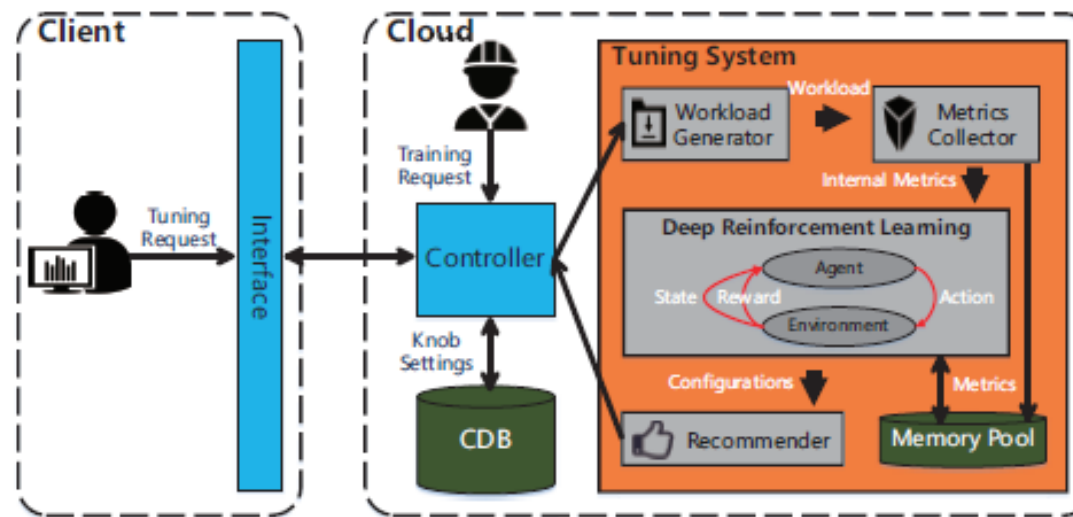 Client
Tuning
Request
Interface
Cloud
Training
Request
Controller
Knob
Settings
CDB
Tuning System
Workload
Generator
Workload
Metrics
Collector
Internal Metrics
Deep Reinforcement Learning
Agent
State
Reward
Action
Environment
Configurations
Metrics
Recommender
Memory Pool